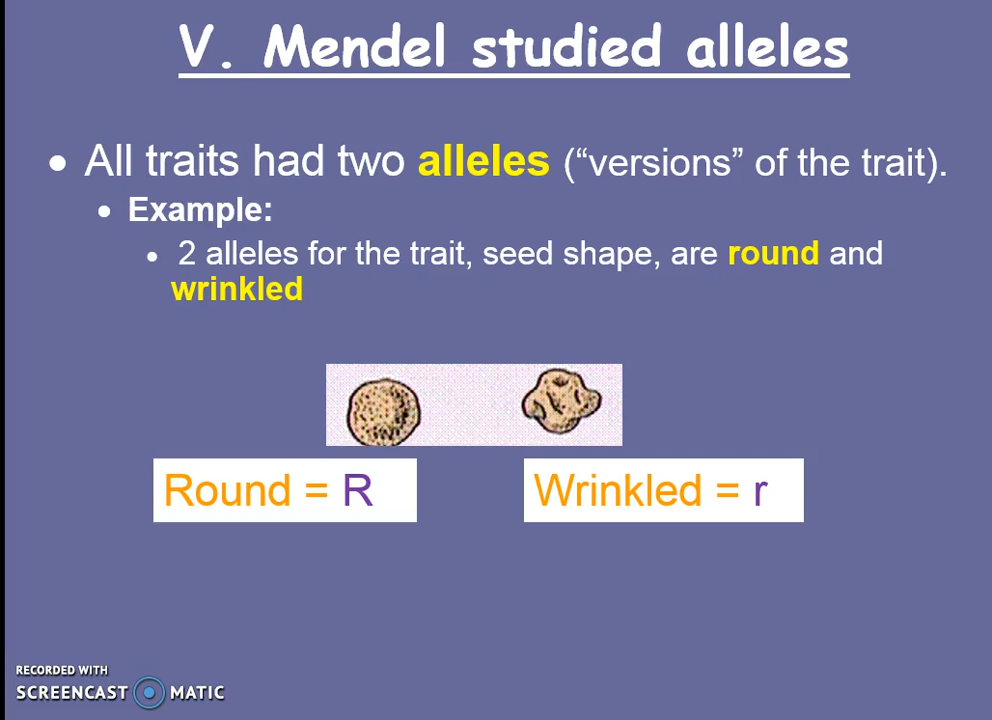 V. Mendel studied alleles
• All traits had two alleles (“versions” of the trait).
• Example:
• 2 alleles for the trait, seed shape, are round and
wrinkled
Round = R
Wrinkled = r
RECORDED WITH
SCREENCAST MATIC